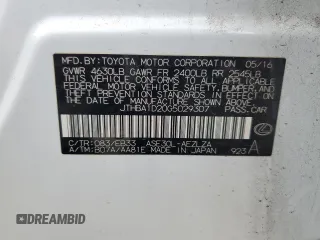 MFD.BY: TOYOTA MOTOR CORPORATION 05/16
GVWR 4630LB GAWR FR 2400LB RR 2545LB
THIS VEHICLE CONFORMS TO ALL APPLICABLE
FEDERAL MOTOR VEHICLE SAFETY,
BUMPER, AND THEFT PREVENTION
STANDARDS IN EFFECT ON THE DATE OF
MANUFACTURE SHOWN ABOVE.
JTHBA1D20G5029307 PASS. CAR
C/TR: 083/EB33 ASE30L-AEZLZA
A/TM: B07A/AA81E MADE IN JAPAN 923 A